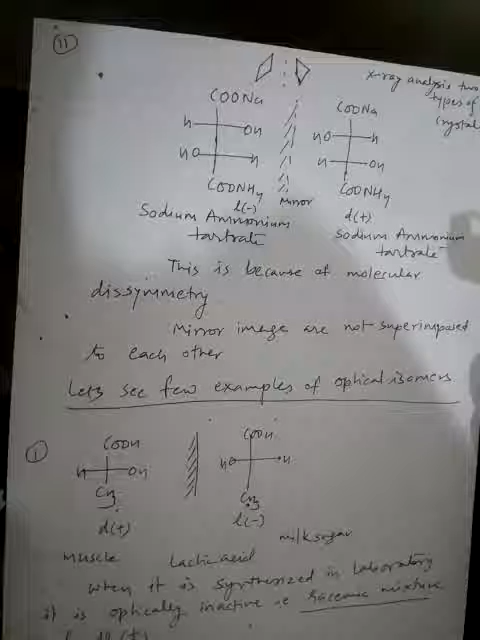 11
x-ray analysis two
types of
crystal
COONa
H OH
HO H
COONH4
l(-)
Mirror
COONa
HO H
H OH
COONH4
d(+)
Sodium Ammonium
tartrate
Sodium Ammonium
tartrate
This is because of molecular
dissymmetry
Mirror image are not superimposed
to each other
Lets see few examples of optical isomers
1
COOH
H OH
CH3
d(+)
COOH
HO H
CH3
l(-)
Muscle Lactic acid milk sugar
when it is synthesized in laboratory
it is optically inactive ie racemic mixture